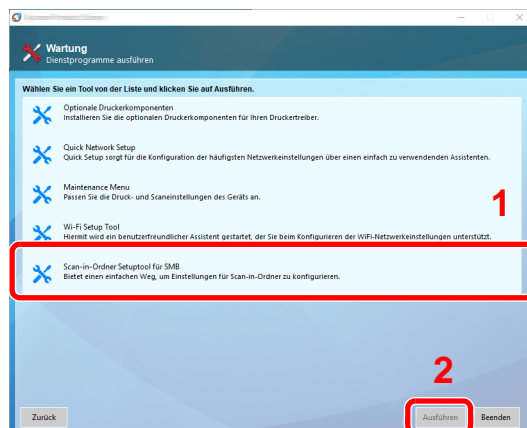 Wartung
Dienstprogramme ausführen
Wählen Sie ein Tool von der Liste und klicken Sie auf Ausführen.
Optionale Druckerkomponenten
Installieren Sie die optionalen Druckerkomponenten für Ihren Druckertreiber.
Quick Network Setup
Quick Setup sorgt für die Konfiguration der häufigsten Netzwerkeinstellungen über einen einfach zu verwendenden Assistenten.
Maintenance Menu
Passen Sie die Druck- und Scaneinstellungen des Geräts an.
1
Wi-Fi Setup Tool
Hiermit wird ein benutzerfreundlicher Assistent gestartet, der Sie beim Konfigurieren der WiFi-Netzwerkeinstellungen unterstützt.
Scan-in-Ordner Setuptool für SMB
Bietet einen einfachen Weg, um Einstellungen für Scan-in-Ordner zu konfigurieren.
2
Zurück
Ausführen
Beenden